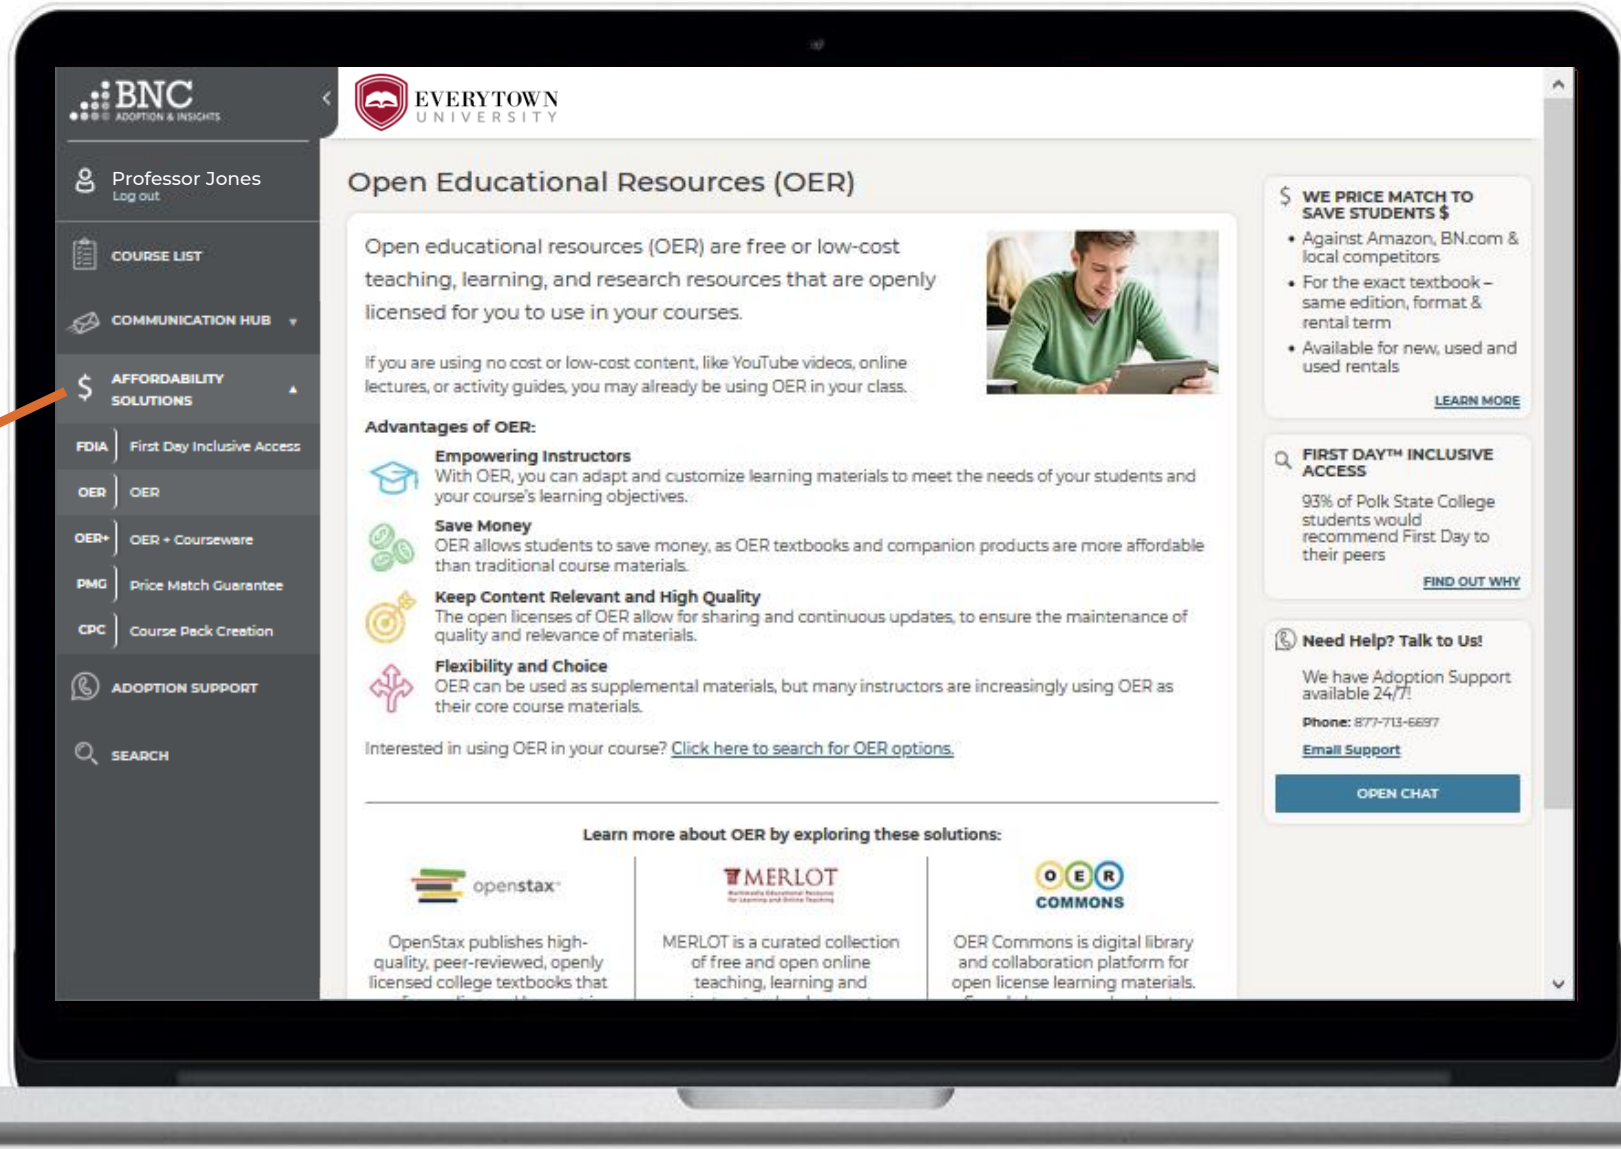 BNC
ADOPTION & INSIGHTS
Professor Jones
Log out
COURSE LIST
COMMUNICATION HUB
AFFORDABILITY
SOLUTIONS
FDIA
First Day Inclusive Access
OER
OER
OER+
OER + Courseware
PMG
Price Match Guarantee
CPC
Course Pack Creation
ADOPTION SUPPORT
SEARCH
EVERYTOWN
UNIVERSITY
Open Educational Resources (OER)
Open educational resources (OER) are free or low-cost
teaching, learning, and research resources that are openly
licensed for you to use in your courses.
If you are using no cost or low-cost content, like YouTube videos, online
lectures, or activity guides, you may already be using OER in your class.
Advantages of OER:
Empowering Instructors
With OER, you can adapt and customize learning materials to meet the needs of your students and
your course's learning objectives.
Save Money
OER allows students to save money, as OER textbooks and companion products are more affordable
than traditional course materials.
Keep Content Relevant and High Quality
The open licenses of OER allow for sharing and continuous updates, to ensure the maintenance of
quality and relevance of materials.
Flexibility and Choice
OER can be used as supplemental materials, but many instructors are increasingly using OER as
their core course materials.
Interested in using OER in your course? Click here to search for OER options.
Learn more about OER by exploring these solutions:
openstax
OpenStax publishes high-
quality, peer-reviewed, openly
licensed college textbooks that
MERLOT
Multimedia Educational Resource
for Learning and Online Teaching
MERLOT is a curated collection
of free and open online
teaching, learning and
OER
COMMONS
OER Commons is digital library
and collaboration platform for
open license learning materials.
$ WE PRICE MATCH TO
SAVE STUDENTS $
• Against Amazon, BN.com &
local competitors
• For the exact textbook –
same edition, format &
rental term
• Available for new, used and
used rentals
LEARN MORE
FIRST DAY™ INCLUSIVE
ACCESS
93% of Polk State College
students would
recommend First Day to
their peers
FIND OUT WHY
Need Help? Talk to Us!
We have Adoption Support
available 24/7!
Phone: 877-713-6697
Email Support
OPEN CHAT